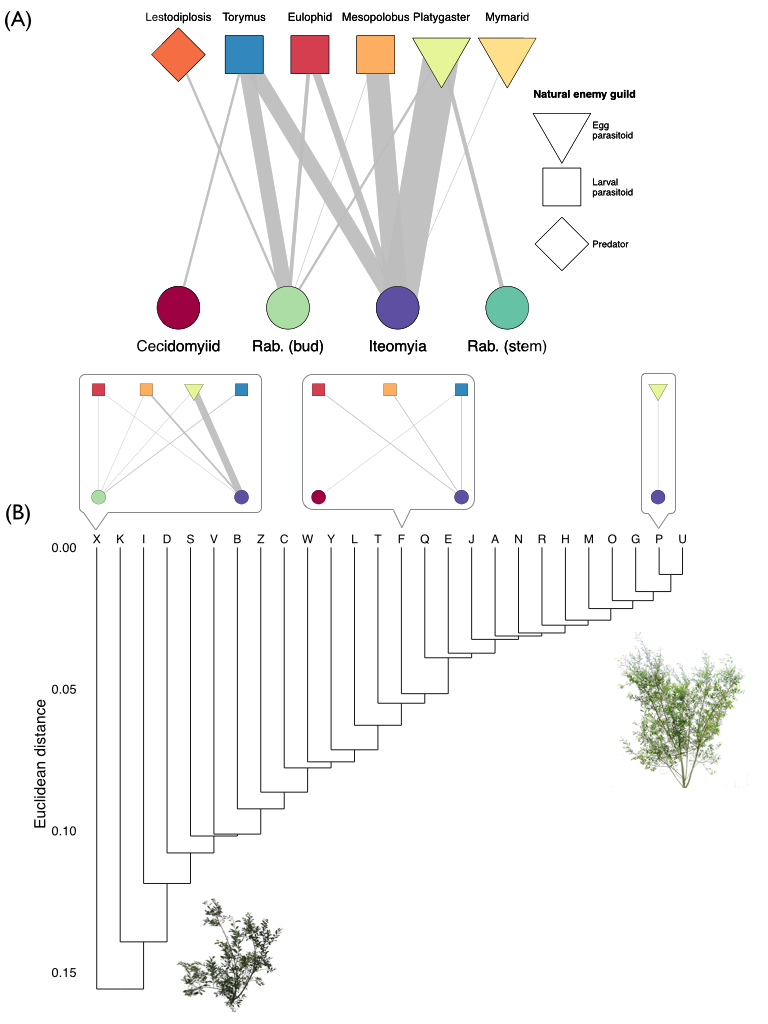 (A)
Lestodiplosis Torymus Eulophid Mesopolobus Platygaster Mymarid
Natural enemy guild
Egg
parasitoid
Larval
parasitoid
Predator
Cecidomyiid Rab. (bud) Iteomyia Rab. (stem)
(B)
X K I D S V B Z C W Y L T F Q E J A N R H M O G P U
0.00
0.05
0.10
0.15
Euclidean distance